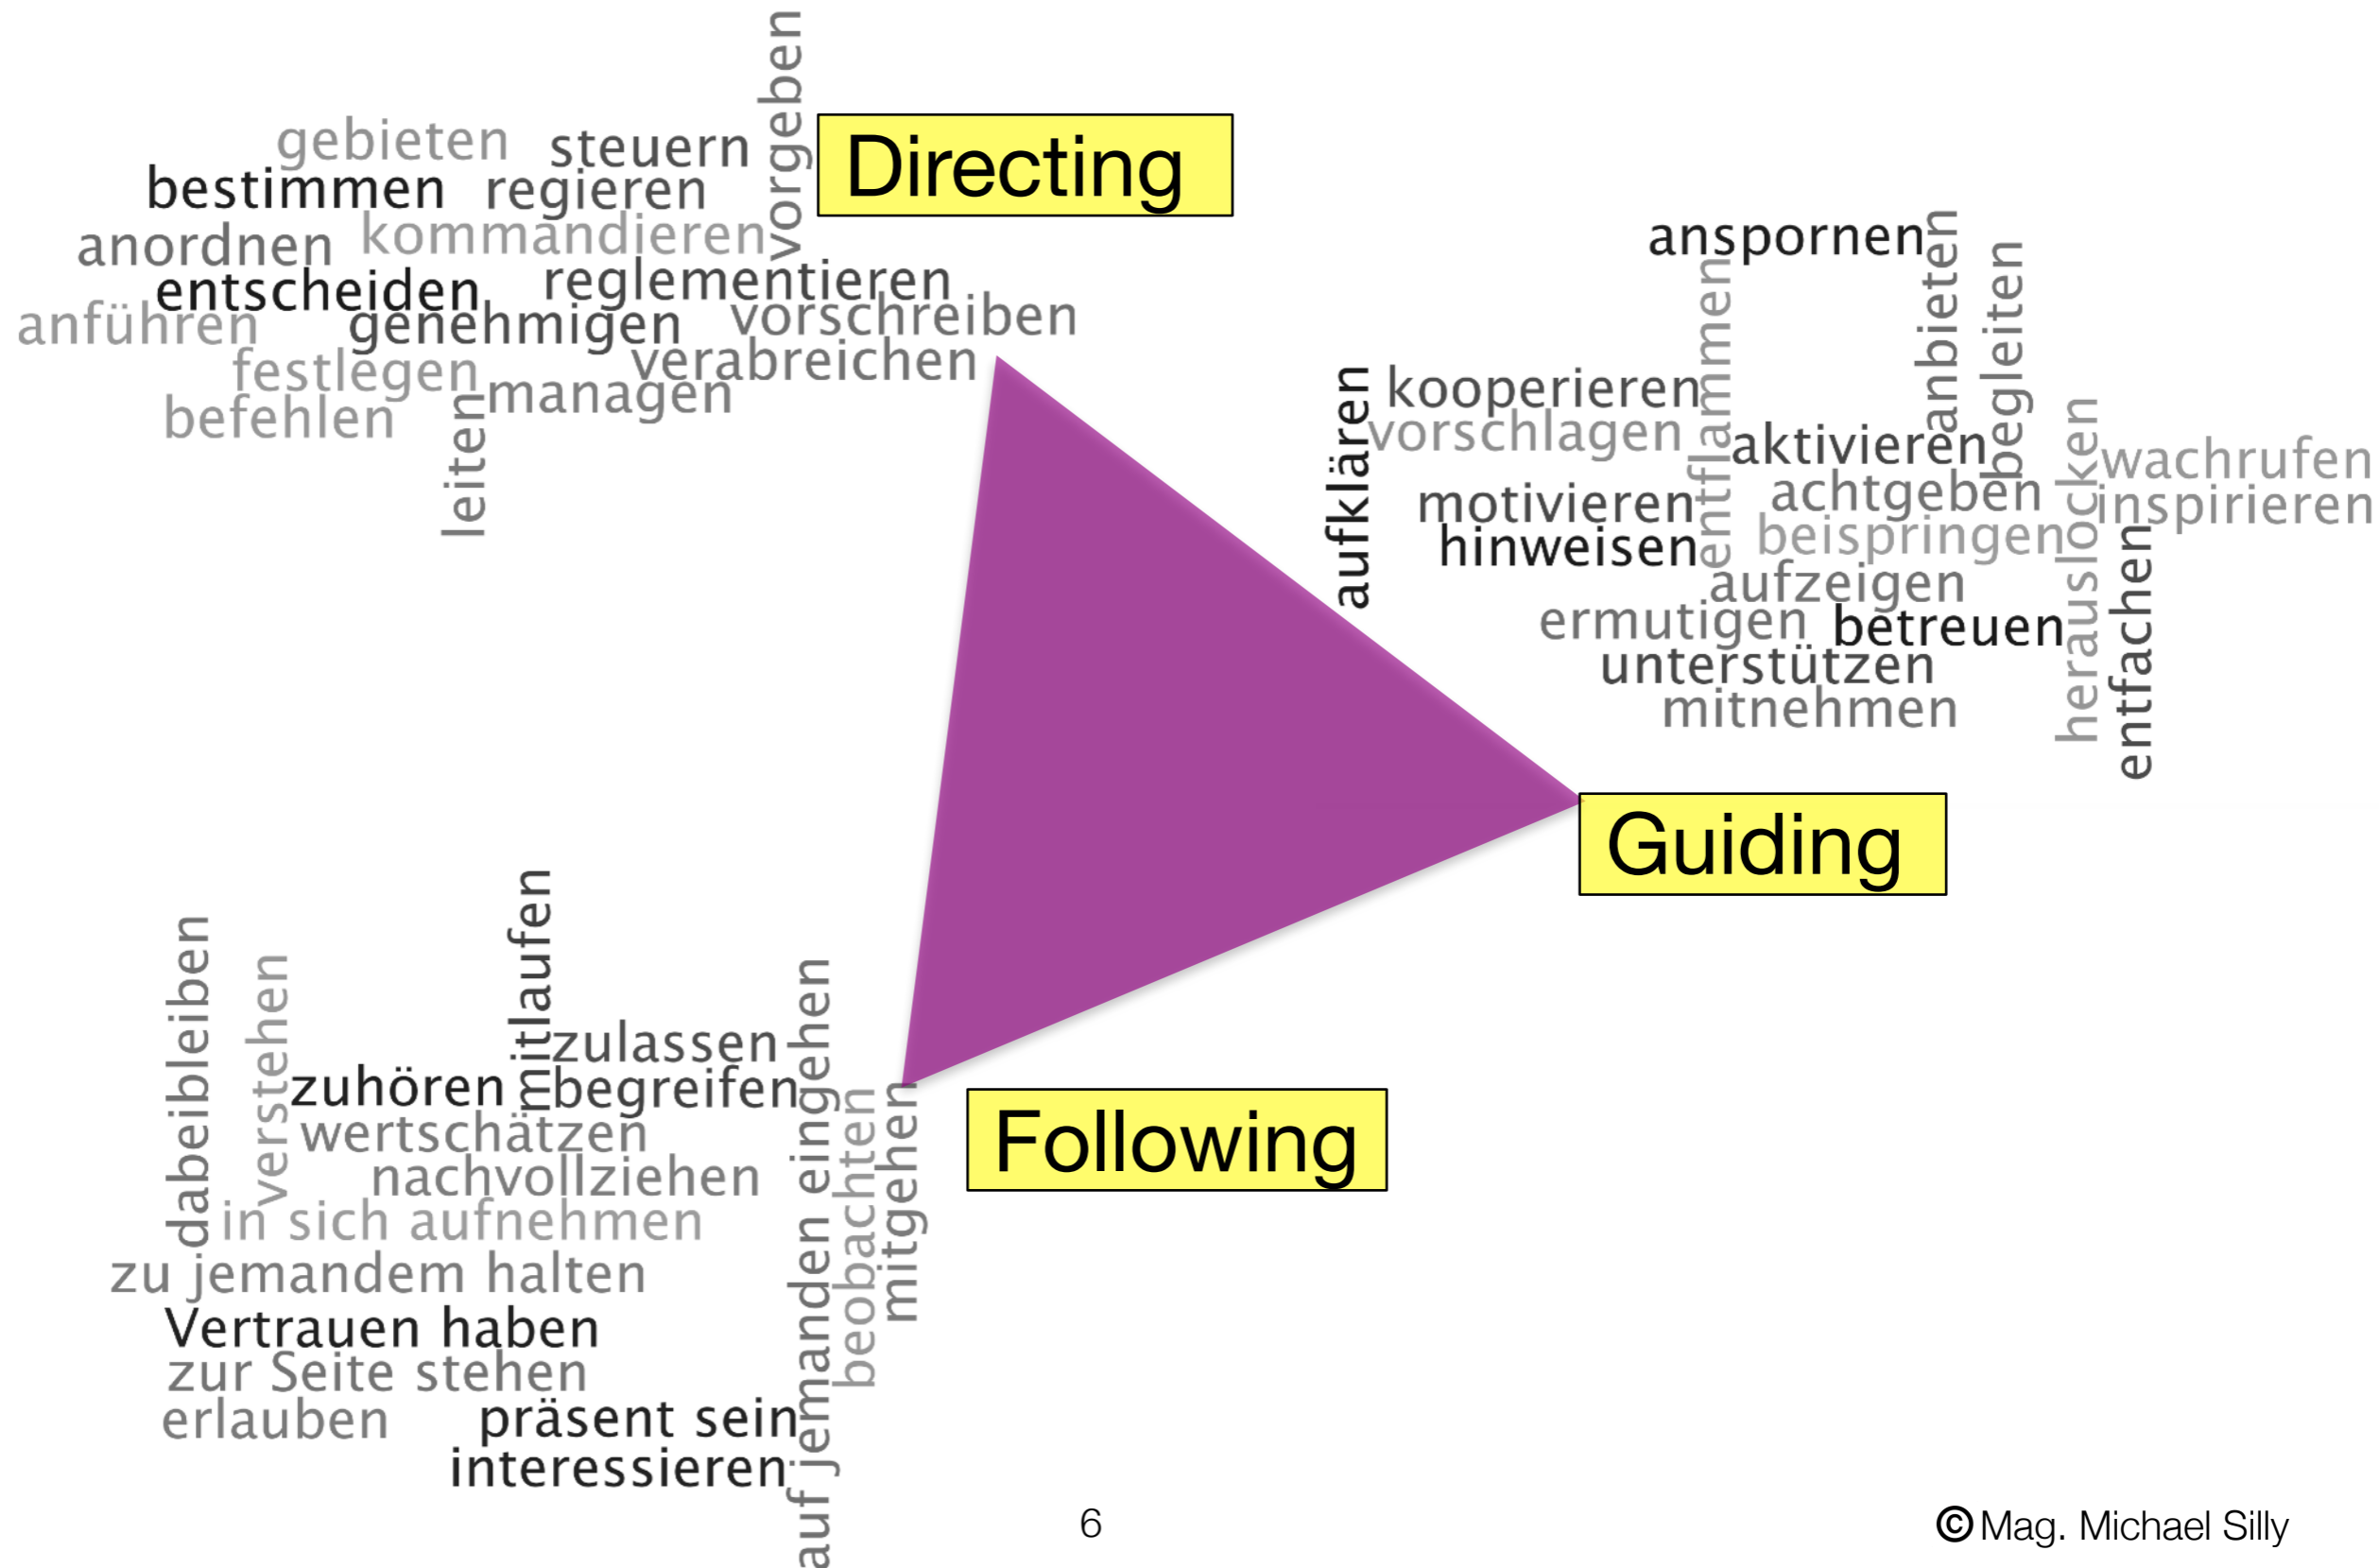 vorgeben
Directing
gebieten
steuern
bestimmen
regieren
anordnen
kommandieren
entscheiden
reglementieren
anführen
genehmigen
vorschreiben
festlegen
verabreichen
befehlen
managen
leiten
anspornen
anbieten
begleiten
entflammen
kooperieren
aufklären
vorschlagen
aktivieren
herauslocken
wachrufen
motivieren
achtgeben
inspirieren
hinweisen
beispringen
entfachen
aufzeigen
ermutigen
betreuen
unterstützen
mitnehmen
Guiding
mitlaufen
dabeibleiben
verstehen
zulassen
zuhören
begreifen
auf jemanden eingehen
beobachten
mitgehen
Following
wertschätzen
nachvollziehen
in sich aufnehmen
zu jemandem halten
Vertrauen haben
zur Seite stehen
erlauben
präsent sein
interessieren
6
© Mag. Michael Silly